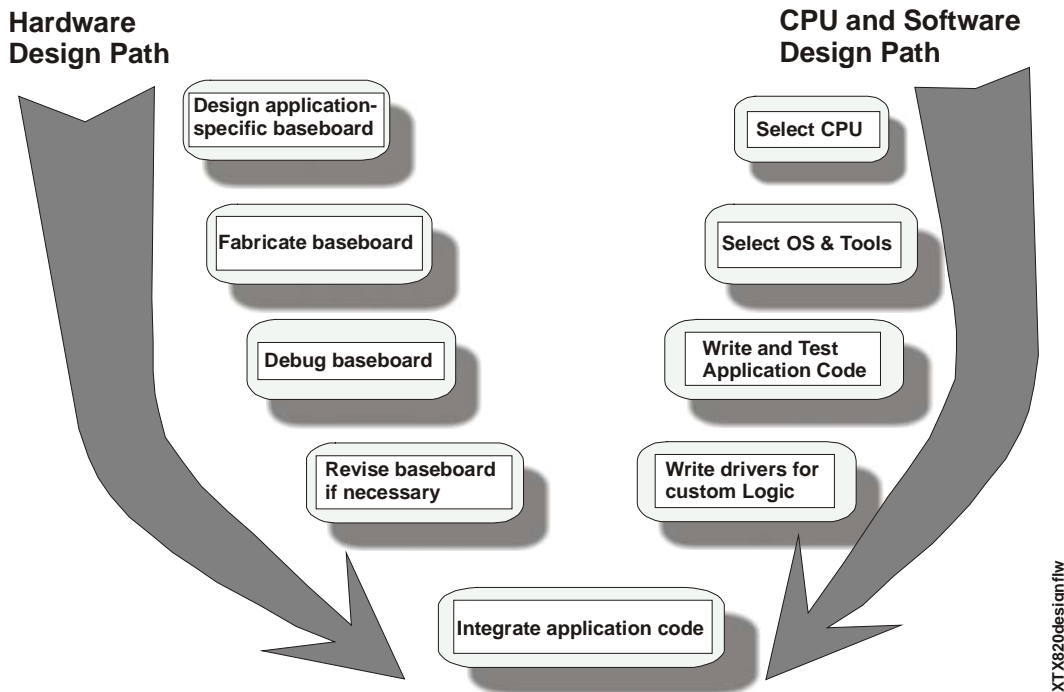 Hardware
Design Path
Design application-
specific baseboard
Fabricate baseboard
Debug baseboard
Revise baseboard
if necessary
CPU and Software
Design Path
Select CPU
Select OS & Tools
Write and Test
Application Code
Write drivers for
custom Logic
Integrate application code
XTX820designflw